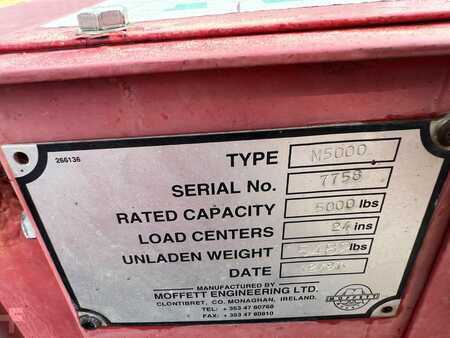 266136
TYPE M5000
SERIAL No. 7758
RATED CAPACITY 5000 lbs
LOAD CENTERS 24 ins
UNLADEN WEIGHT lbs
DATE
MANUFACTURED BY
MOFFETT ENGINEERING LTD.
CLONTIBRET, CO. MONAGHAN, IRELAND.
TEL: + 353 47 80768
FAX: + 353 47 80810
MOFFETT